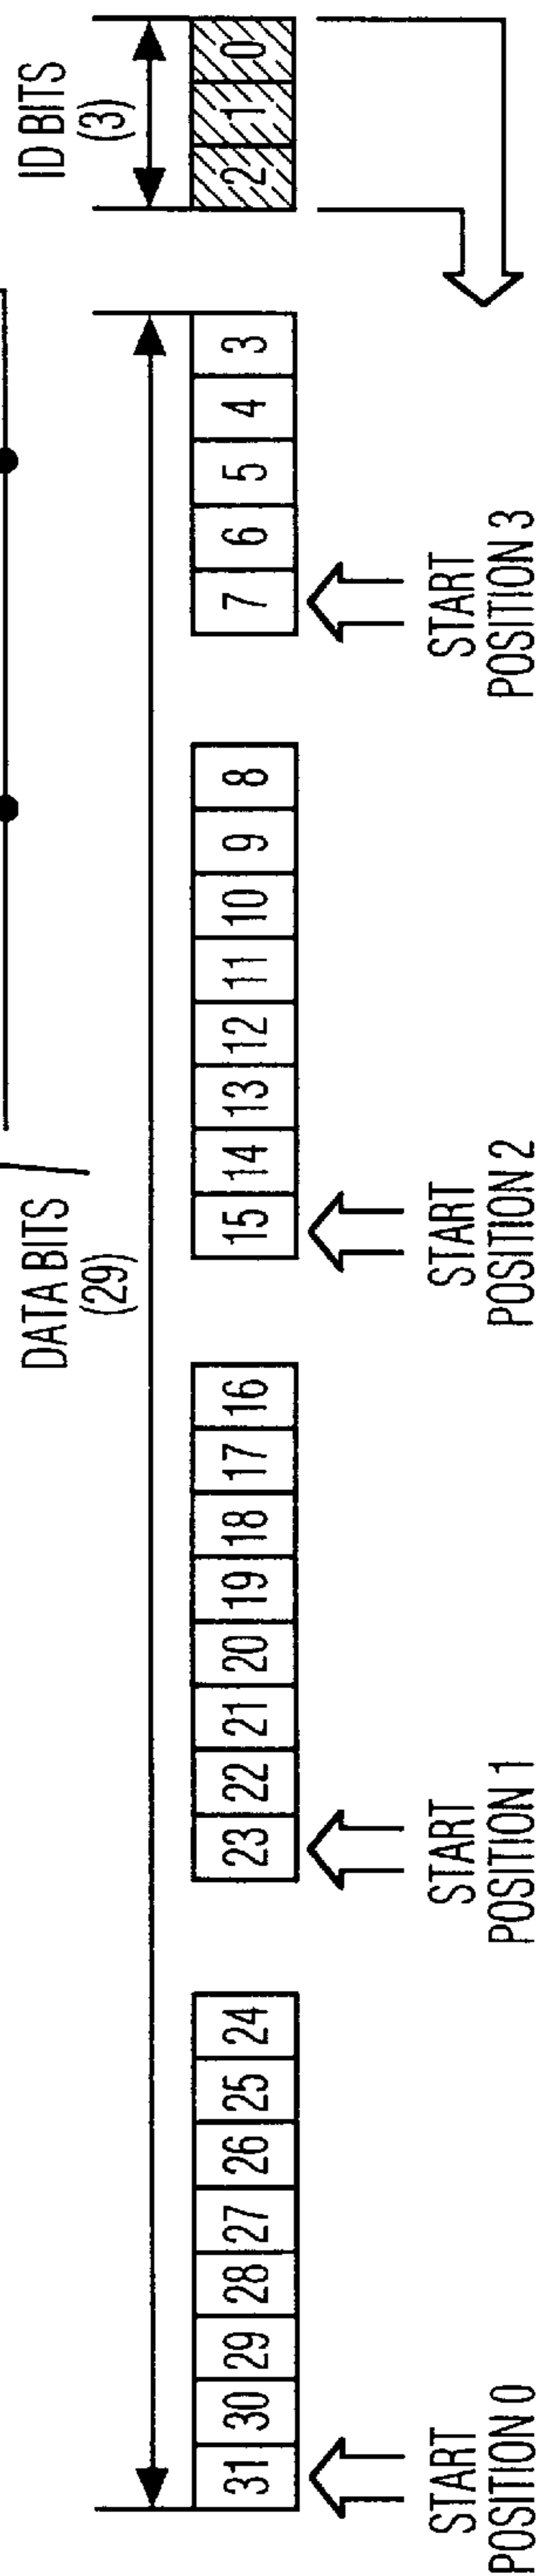 DATA BITS
(29)
ID BITS
(3)
31 30 29 28 27 26 25 24
23 22 21 20 19 18 17 16
15 14 13 12 11 10 9 8
7 6 5 4 3
2 1 0
START
POSITION 0
START
POSITION 1
START
POSITION 2
START
POSITION 3